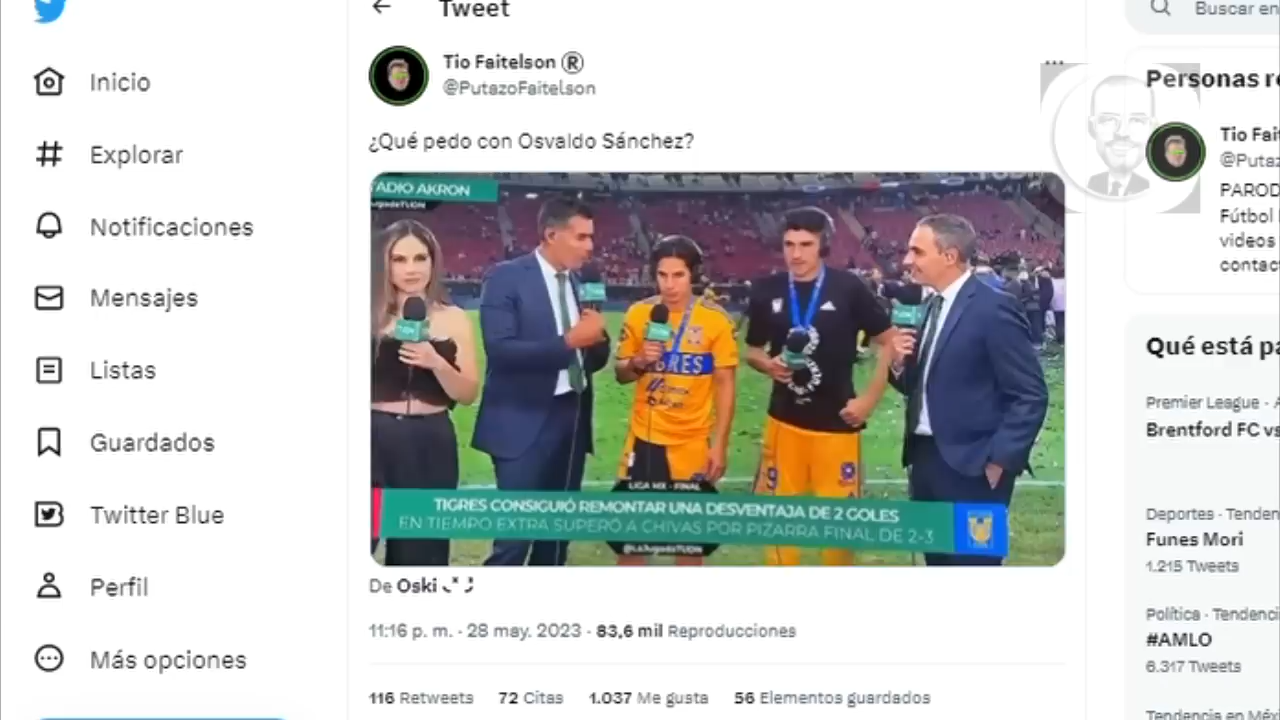 Tweet
Tio Faitelson ®
@PutazoFaitelson
¿Qué pedo con Osvaldo Sánchez?
TADIO AKRON
TIGRES
LIGA MX - FINAL
TIGRES CONSIGUIÓ REMONTAR UNA DESVENTAJA DE 2 GOLES
EN TIEMPO EXTRA SUPERÓ A CHIVAS POR PIZARRA FINAL DE 2-3
@LaJugadaTUDN
De Oski
11:16 p. m. · 28 may. 2023 · 83,6 mil Reproducciones
116 Retweets 72 Citas 1.037 Me gusta 56 Elementos guardados
Inicio
Explorar
Notificaciones
Mensajes
Listas
Guardados
Twitter Blue
Perfil
Más opciones
Buscar en
Personas re
Tio Fait
@Putaz
PAROD
Fútbol
videos
contact
Qué está pa
Premier League · A
Brentford FC vs
Deportes · Tenden
Funes Mori
1.215 Tweets
Política · Tendenci
#AMLO
6.317 Tweets
Tendencia en Méx